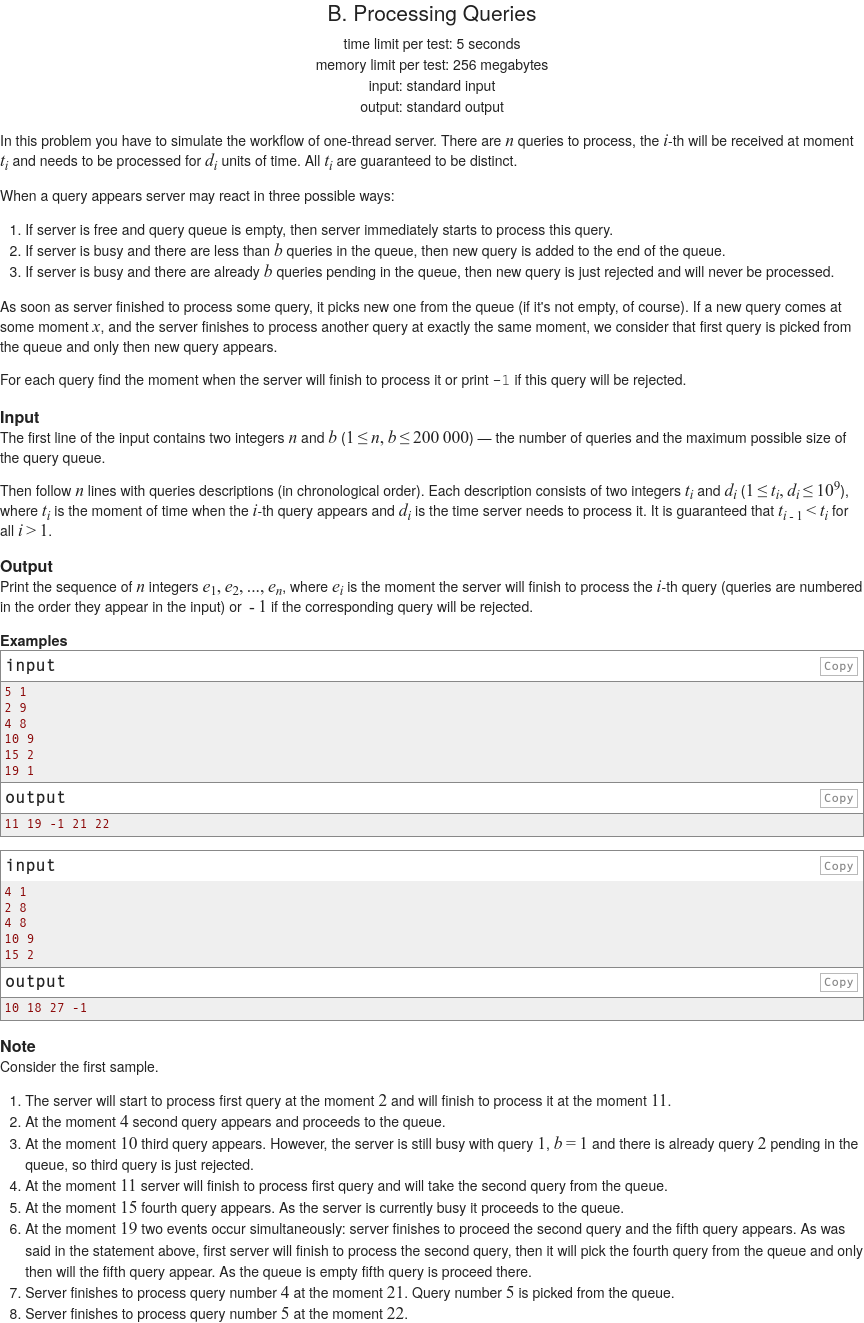 B. Processing Queries
time limit per test: 5 seconds
memory limit per test: 256 megabytes
input: standard input
output: standard output
In this problem you have to simulate the workflow of one-thread server. There are n queries to process, the i-th will be received at moment
t_i and needs to be processed for d_i units of time. All t_i are guaranteed to be distinct.
When a query appears server may react in three possible ways:
1. If server is free and query queue is empty, then server immediately starts to process this query.
2. If server is busy and there are less than b queries in the queue, then new query is added to the end of the queue.
3. If server is busy and there are already b queries pending in the queue, then new query is just rejected and will never be processed.
As soon as server finished to process some query, it picks new one from the queue (if it's not empty, of course). If a new query comes at
some moment x, and the server finishes to process another query at exactly the same moment, we consider that first query is picked from
the queue and only then new query appears.
For each query find the moment when the server will finish to process it or print -1 if this query will be rejected.
Input
The first line of the input contains two integers n and b (1 ≤ n, b ≤ 200 000) — the number of queries and the maximum possible size of
the query queue.
Then follow n lines with queries descriptions (in chronological order). Each description consists of two integers t_i and d_i (1 ≤ t_i, d_i ≤ 10^9),
where t_i is the moment of time when the i-th query appears and d_i is the time server needs to process it. It is guaranteed that t_{i - 1} < t_i for
all i > 1.
Output
Print the sequence of n integers e_1, e_2, ..., e_n, where e_i is the moment the server will finish to process the i-th query (queries are numbered
in the order they appear in the input) or - 1 if the corresponding query will be rejected.
Examples
input Copy
5 1
2 9
4 8
10 9
15 2
19 1
output Copy
11 19 -1 21 22
input Copy
4 1
2 8
4 8
10 9
15 2
output Copy
10 18 27 -1
Note
Consider the first sample.
1. The server will start to process first query at the moment 2 and will finish to process it at the moment 11.
2. At the moment 4 second query appears and proceeds to the queue.
3. At the moment 10 third query appears. However, the server is still busy with query 1, b = 1 and there is already query 2 pending in the
queue, so third query is just rejected.
4. At the moment 11 server will finish to process first query and will take the second query from the queue.
5. At the moment 15 fourth query appears. As the server is currently busy it proceeds to the queue.
6. At the moment 19 two events occur simultaneously: server finishes to proceed the second query and the fifth query appears. As was
said in the statement above, first server will finish to process the second query, then it will pick the fourth query from the queue and only
then will the fifth query appear. As the queue is empty fifth query is proceed there.
7. Server finishes to process query number 4 at the moment 21. Query number 5 is picked from the queue.
8. Server finishes to process query number 5 at the moment 22.